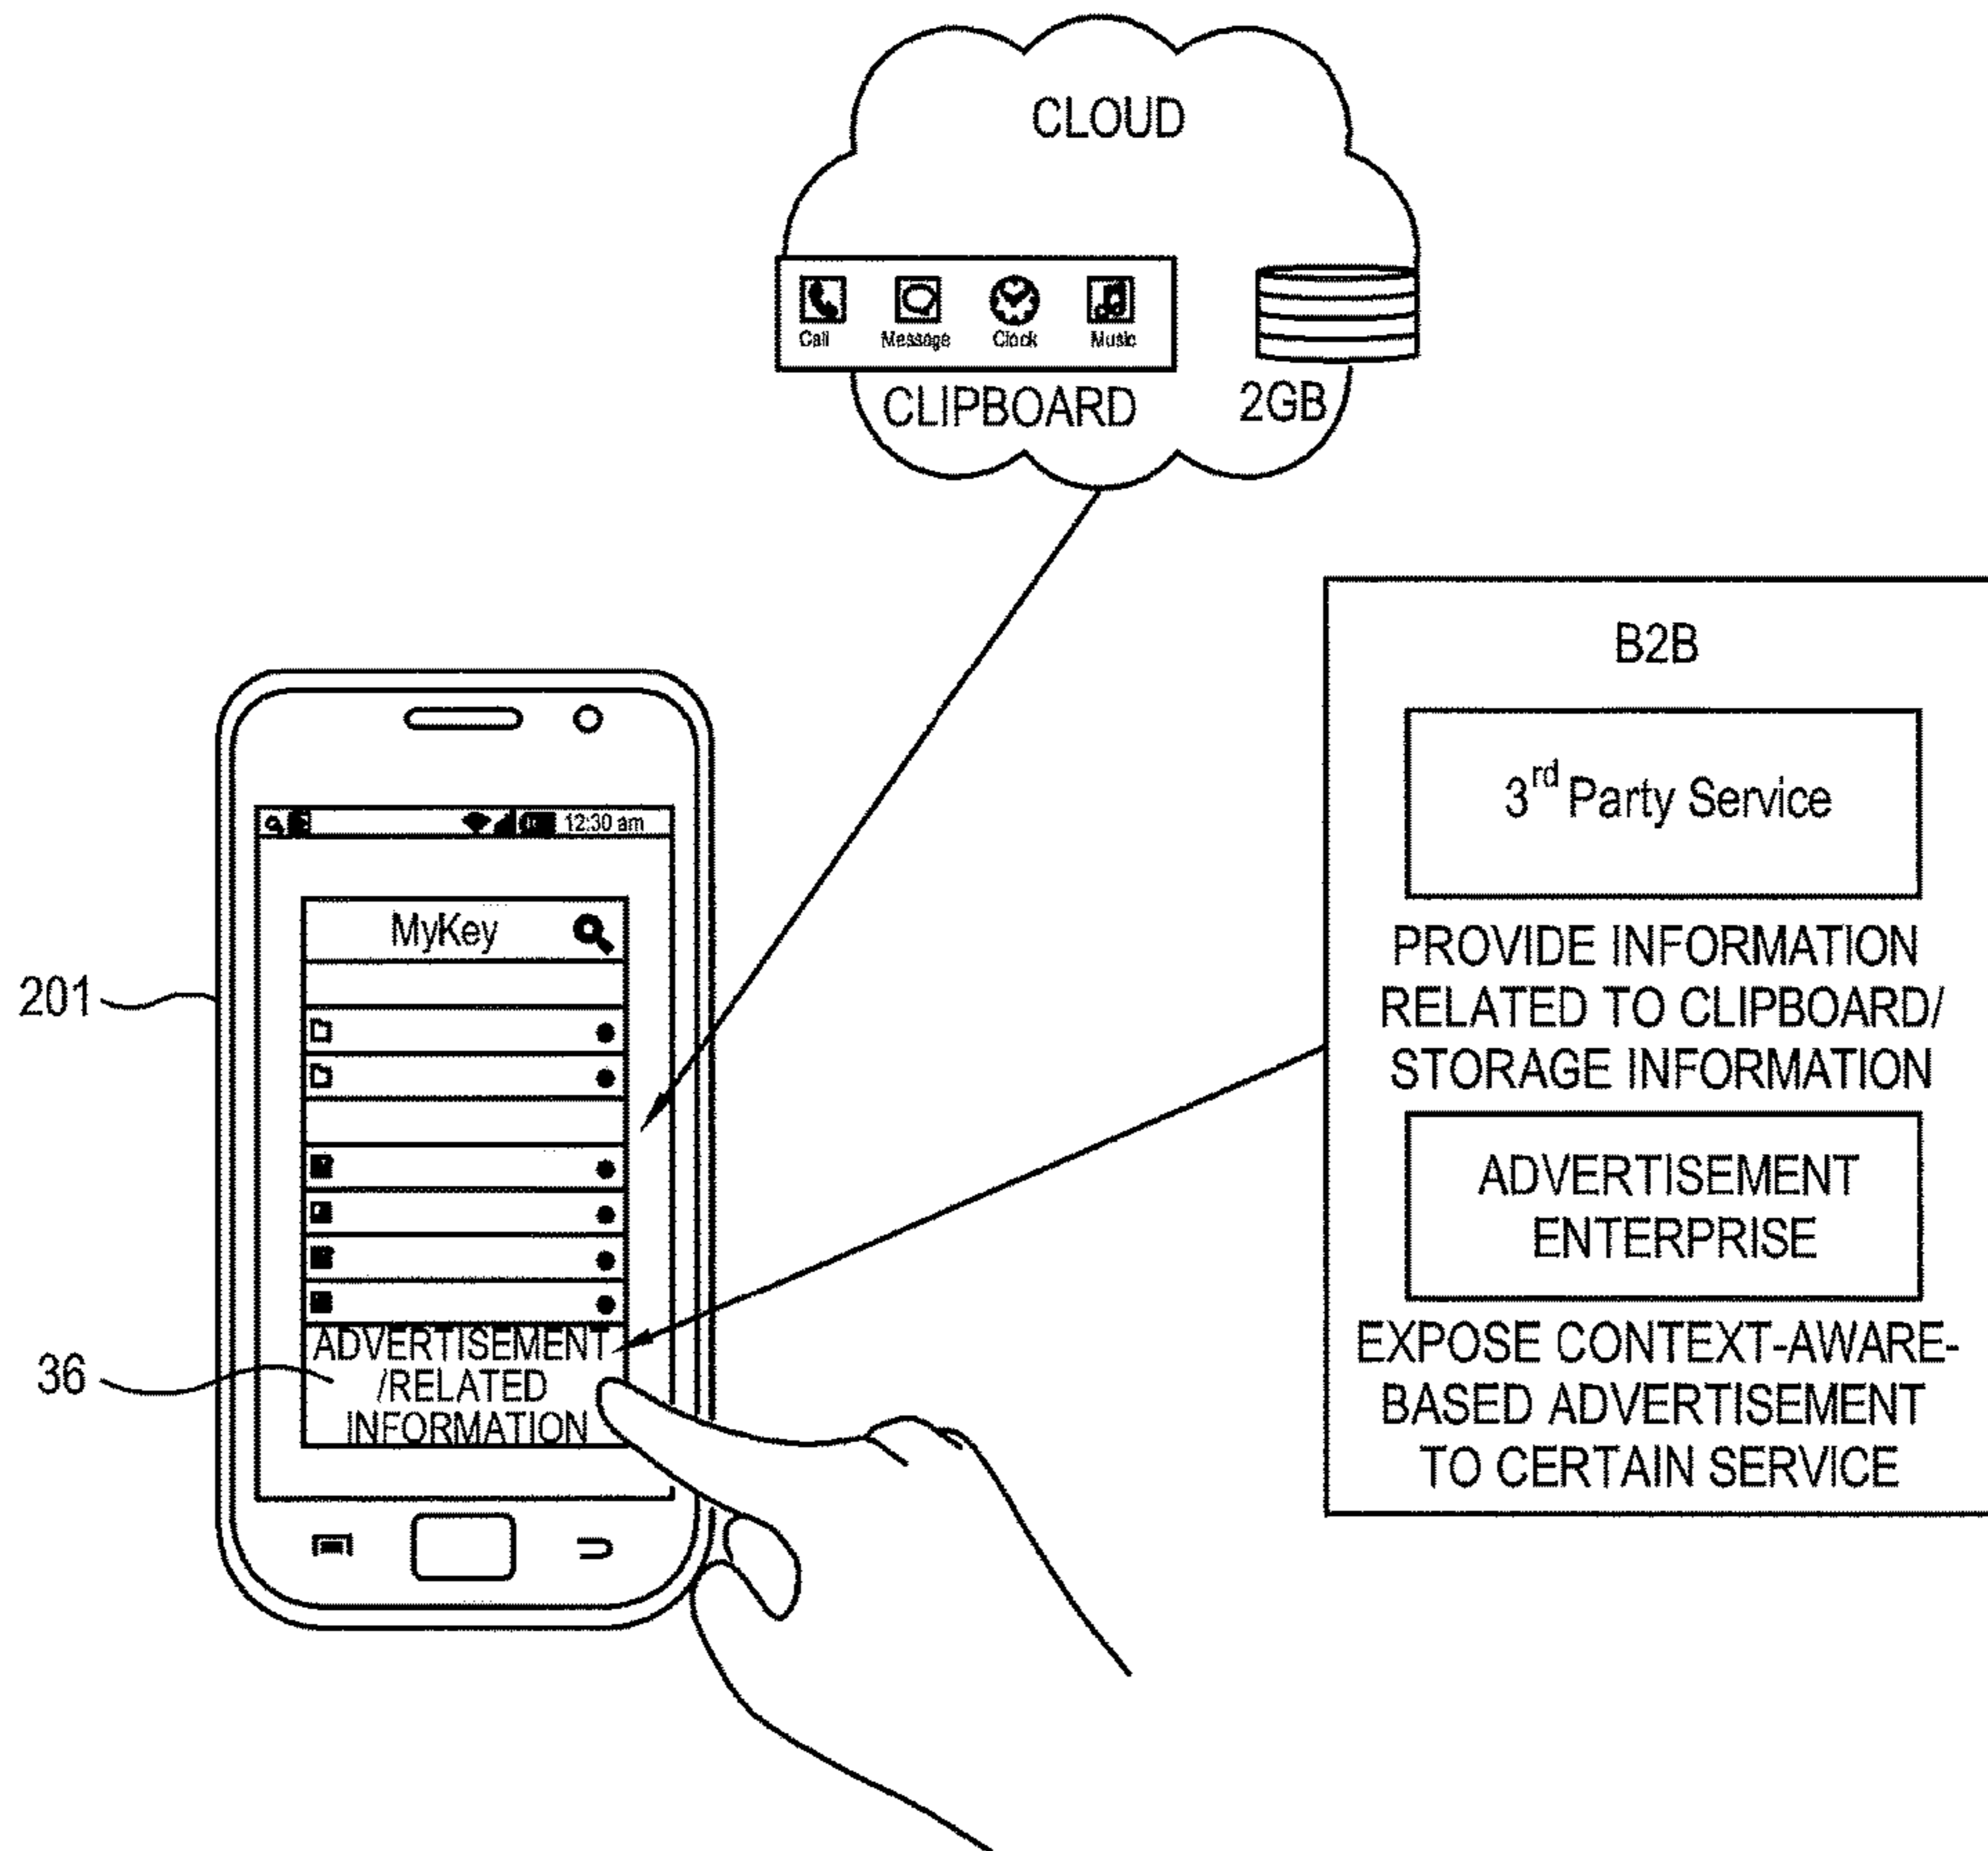 CLOUD
Call Message Clock Music
CLIPBOARD
2GB
B2B
3rd Party Service
PROVIDE INFORMATION
RELATED TO CLIPBOARD/
STORAGE INFORMATION
ADVERTISEMENT
ENTERPRISE
EXPOSE CONTEXT-AWARE-
BASED ADVERTISEMENT
TO CERTAIN SERVICE
12:30 am
MyKey
201
36
ADVERTISEMENT
/RELATED
INFORMATION